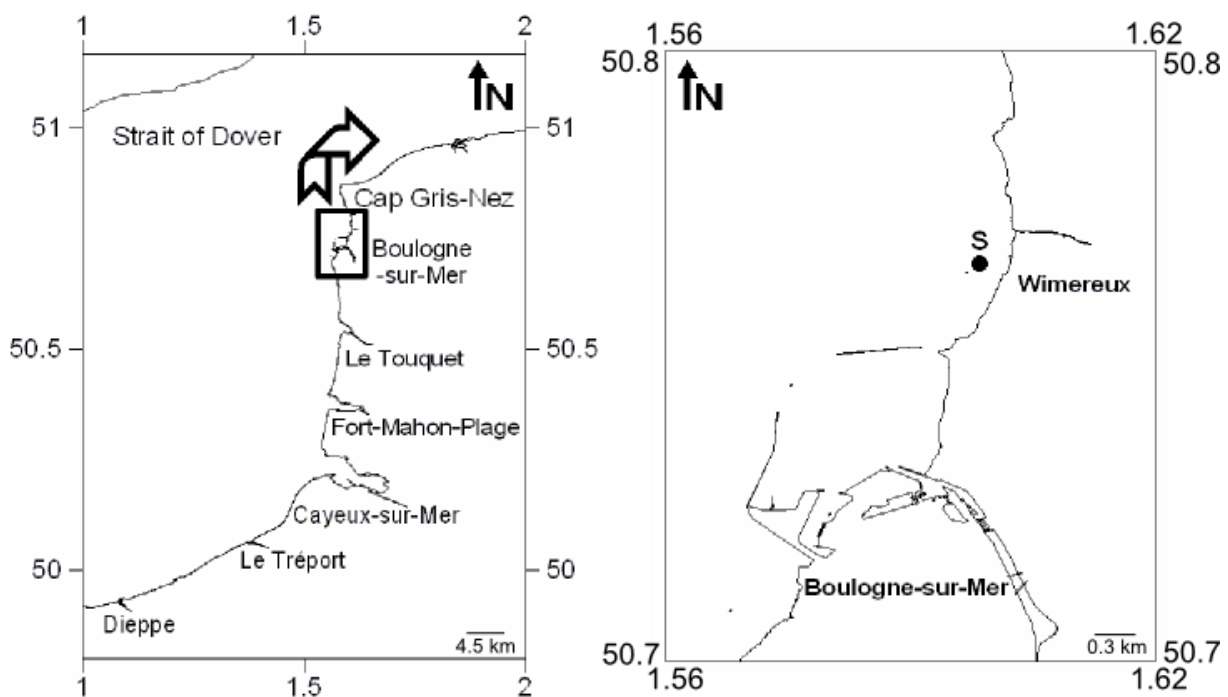 1
1.5
2
N
51
51
Strait of Dover
Cap Gris-Nez
Boulogne
-sur-Mer
50.5
50.5
Le Touquet
Fort-Mahon-Plage
Cayeux-sur-Mer
50
50
Le Tréport
Dieppe
4.5 km
1
1.5
2
1.56
1.62
50.8
50.8
N
S
Wimereux
Boulogne-sur-Mer
0.3 km
50.7
50.7
1.56
1.62